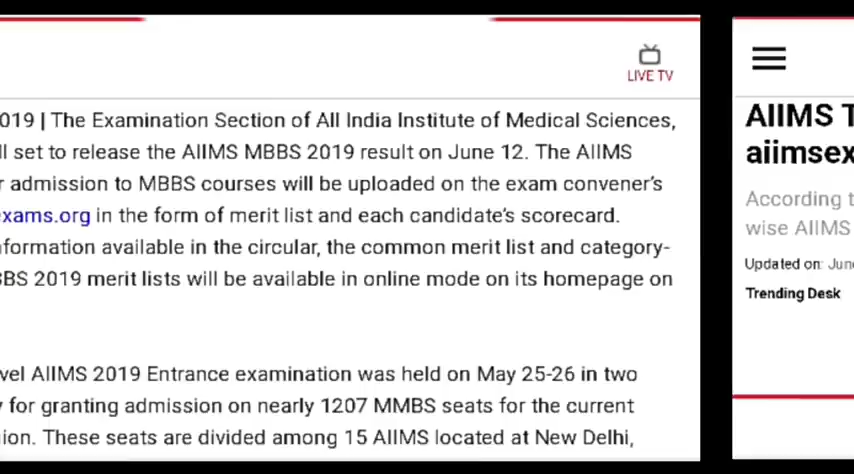 LIVE TV
019 | The Examination Section of All India Institute of Medical Sciences,
ll set to release the AIIMS MBBS 2019 result on June 12. The AIIMS
r admission to MBBS courses will be uploaded on the exam convener's
exams.org in the form of merit list and each candidate's scorecard.
nformation available in the circular, the common merit list and category-
BBS 2019 merit lists will be available in online mode on its homepage on
vel AIIMS 2019 Entrance examination was held on May 25-26 in two
y for granting admission on nearly 1207 MMBS seats for the current
ion. These seats are divided among 15 AIIMS located at New Delhi,
AIIMS T
aiimsex
According t
wise AIIMS
Updated on: June
Trending Desk